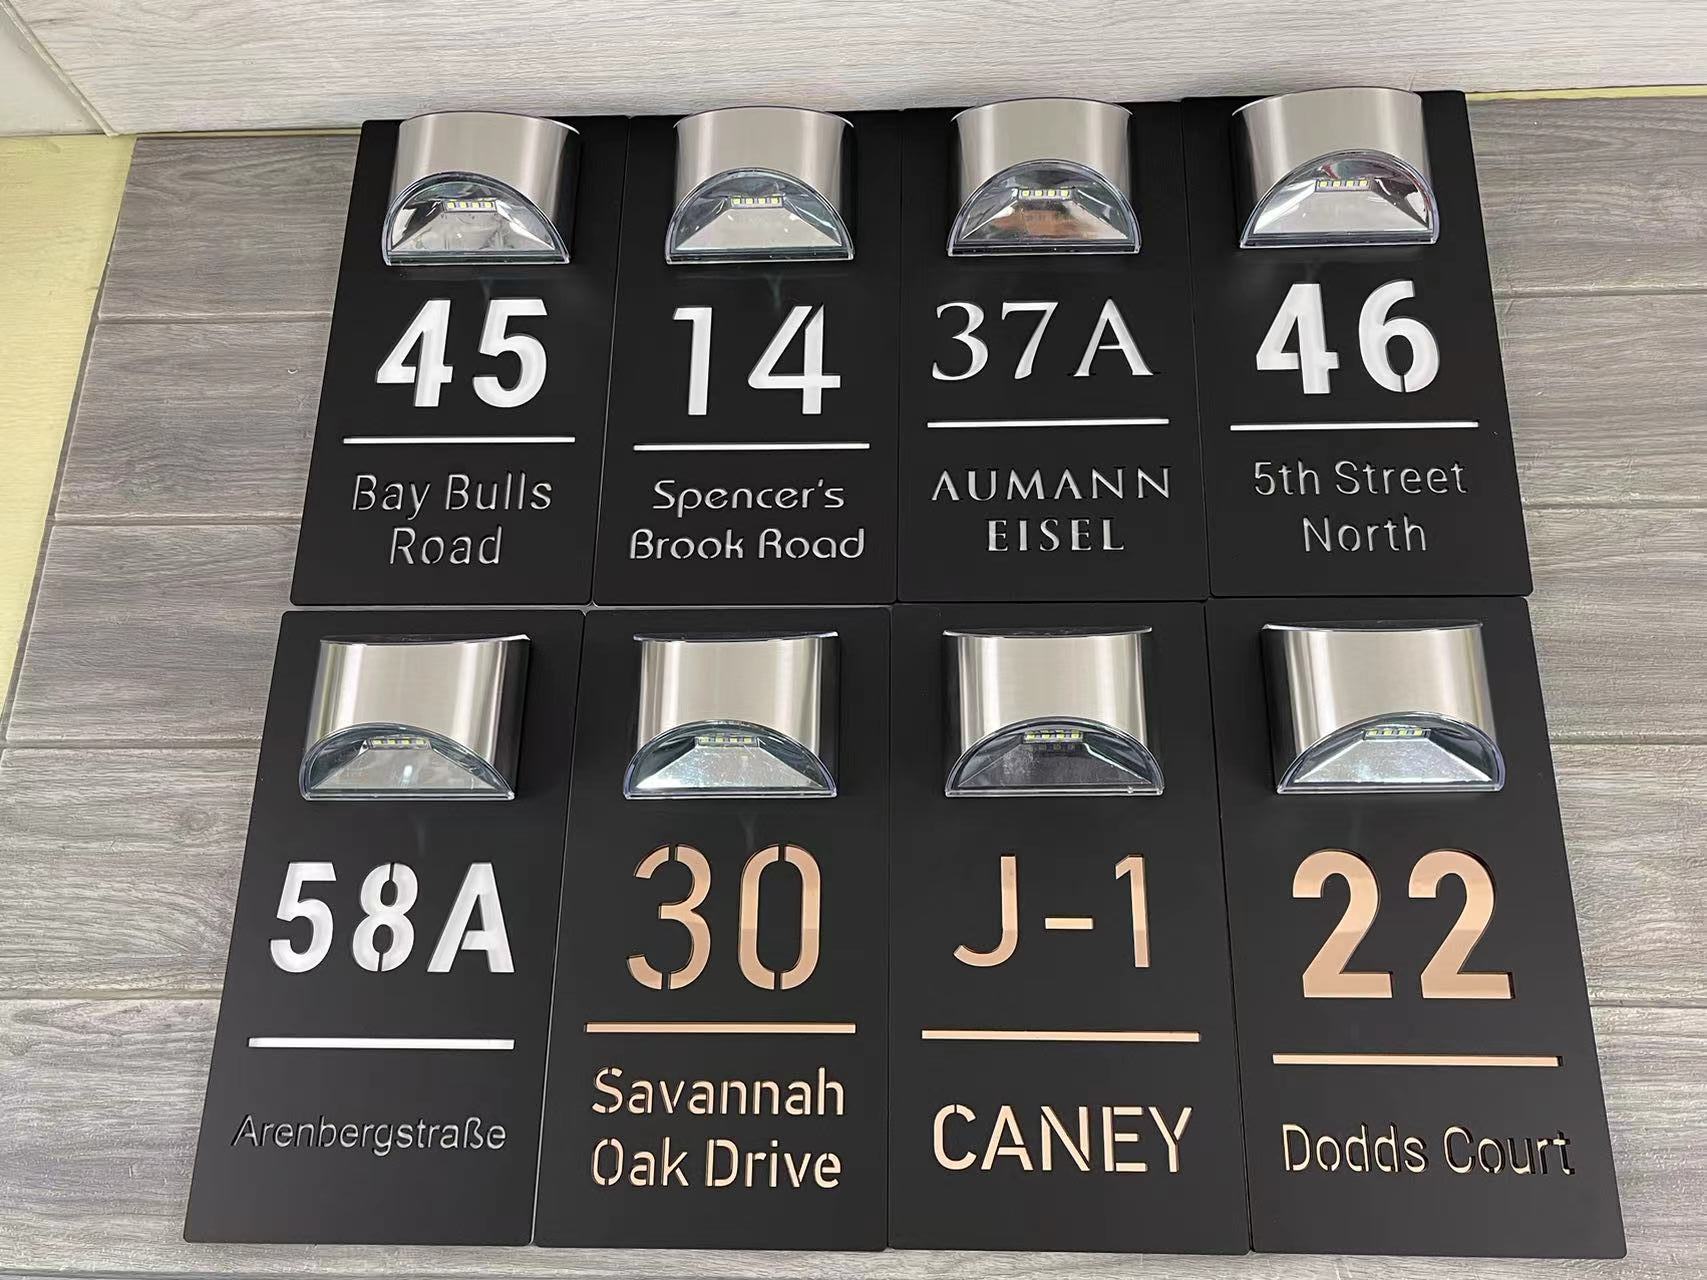 45
Bay Bulls
Road
14
Spencer's
Brook Road
37A
AUMANN
EISEL
46
5th Street
North
58A
Arenbergstraße
30
Savannah
Oak Drive
J-1
CANEY
22
Dodds Court